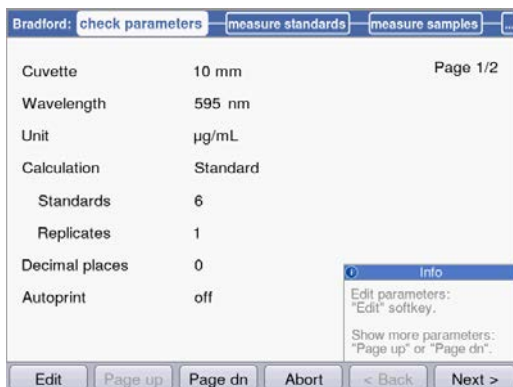 Bradford: check parameters measure standards measure samples ...
Page 1/2
Cuvette 10 mm
Wavelength 595 nm
Unit µg/mL
Calculation Standard
Standards 6
Replicates 1
Decimal places 0
Autoprint off
Info
Edit parameters:
"Edit" softkey.
Show more parameters:
"Page up" or "Page dn".
Edit Page up Page dn Abort < Back Next >